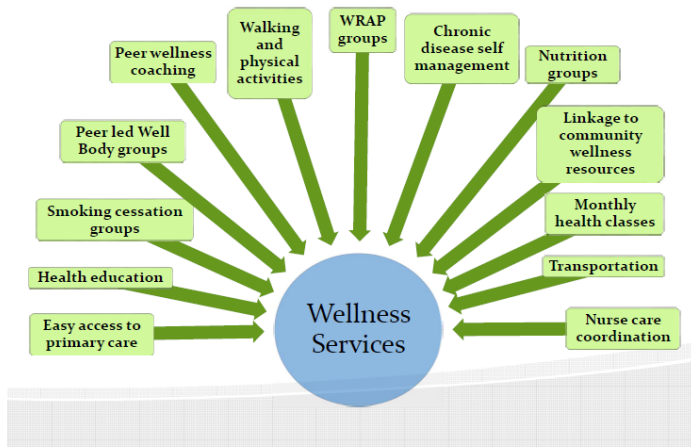 Peer wellness
coaching
Walking
and
physical
activities
WRAP
groups
Chronic
disease self
management
Nutrition
groups
Peer led Well
Body groups
Linkage to
community
wellness
resources
Smoking cessation
groups
Monthly
health classes
Health education
Transportation
Easy access to
primary care
Wellness
Services
Nurse care
coordination